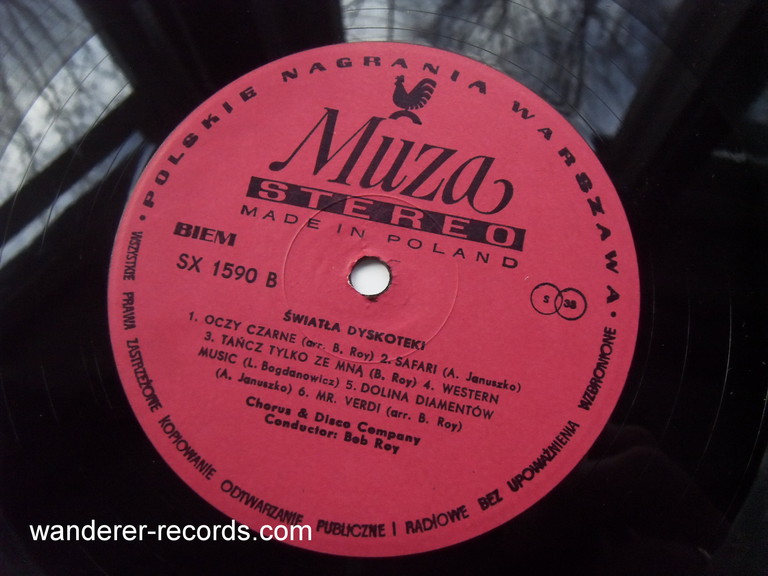 • POLSKIE NAGRANIA WARSZAWA •
Muza
STEREO
MADE IN POLAND
BIEM
SX 1590 B
S 38
ŚWIATŁA DYSKOTEKI
1. OCZY CZARNE (arr. B. Roy) 2. SAFARI (A. Januszko)
3. TAŃCZ TYLKO ZE MNĄ (B. Roy) 4. WESTERN
MUSIC (L. Bogdanowicz) 5. DOLINA DIAMENTÓW
(A. Januszko) 6. MR. VERDI (arr. B. Roy)
Chorus & Disco Company
Conductor: Bob Roy
WSZYSTKIE PRAWA ZASTRZEŻONE KOPIOWANIE ODTWARZANIE PUBLICZNE I RADIOWE BEZ UPOWAŻNIENIA WZBRONIONE
wanderer-records.com